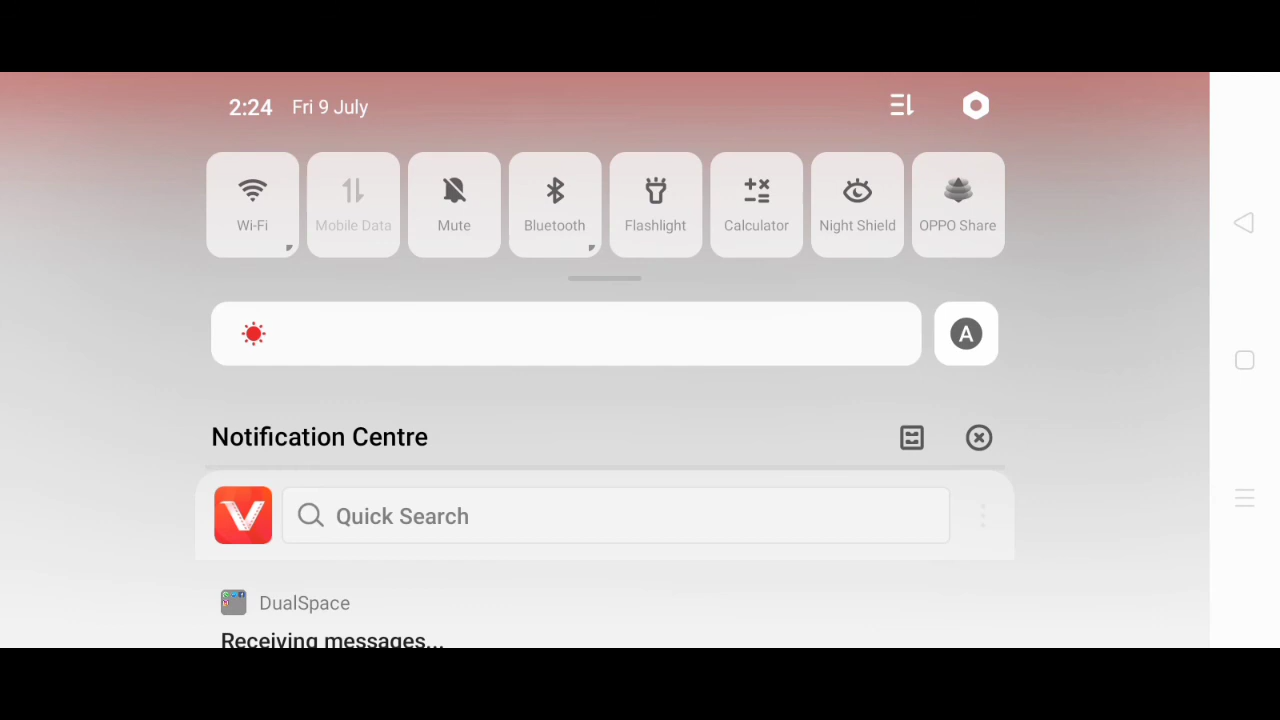 2:24 Fri 9 July
Wi-Fi
Mobile Data
Mute
Bluetooth
Flashlight
Calculator
Night Shield
OPPO Share
A
Notification Centre
Quick Search
DualSpace
Receiving messages...